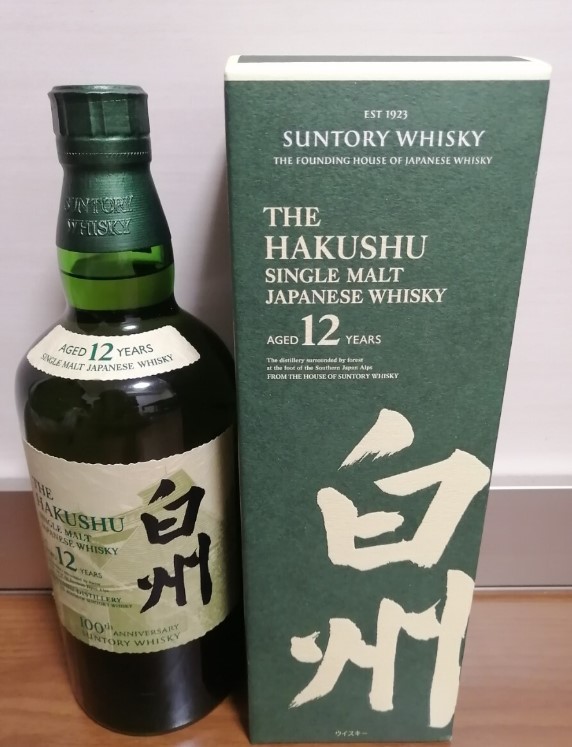 SUNTORY
WHISKY
AGED 12 YEARS
SINGLE MALT JAPANESE WHISKY
THE
HAKUSHU
SINGLE MALT
JAPANESE WHISKY
12 YEARS
白州
DISTILLERY
100th ANNIVERSARY
SUNTORY WHISKY
EST 1923
SUNTORY WHISKY
THE FOUNDING HOUSE OF JAPANESE WHISKY
THE
HAKUSHU
SINGLE MALT
JAPANESE WHISKY
AGED 12 YEARS
The distillery surrounded by forest
at the foot of the Southern Japan Alps
FROM THE HOUSE OF SUNTORY WHISKY
白州
ウイスキー